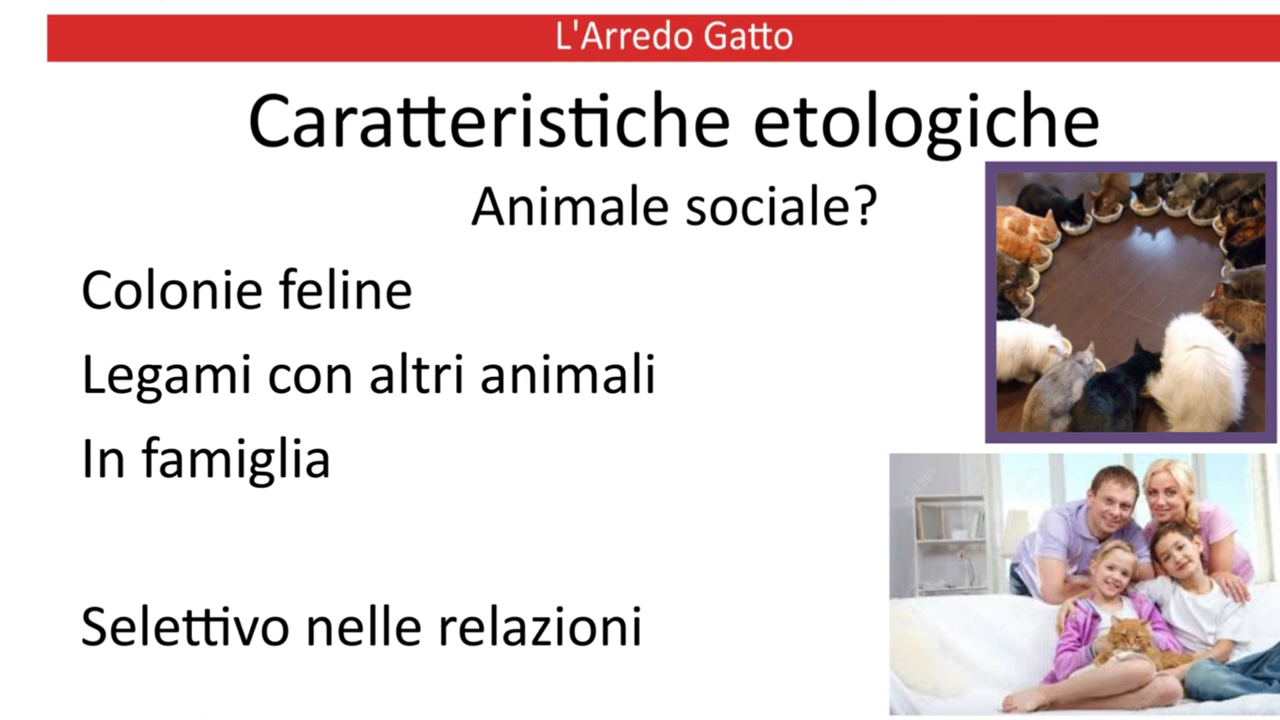 L'Arredo Gatto
Caratteristiche etologiche
Animale sociale?
Colonie feline
Legami con altri animali
In famiglia
Selettivo nelle relazioni